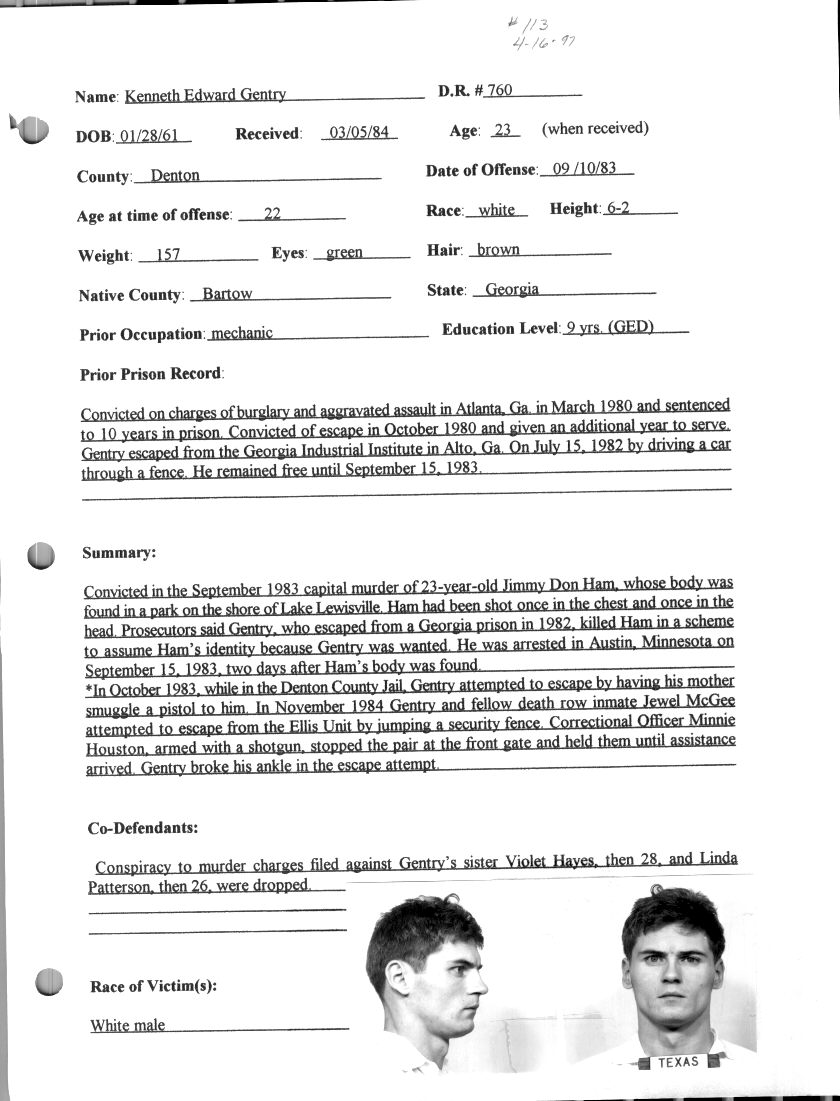 # 113
4-16-97
Name: Kenneth Edward Gentry D.R. # 760
DOB: 01/28/61 Received: 03/05/84 Age: 23 (when received)
County: Denton Date of Offense: 09 /10/83
Age at time of offense: 22 Race: white Height: 6-2
Weight: 157 Eyes: green Hair: brown
Native County: Bartow State: Georgia
Prior Occupation: mechanic Education Level: 9 yrs. (GED)
Prior Prison Record:
Convicted on charges of burglary and aggravated assault in Atlanta, Ga. in March 1980 and sentenced
to 10 years in prison. Convicted of escape in October 1980 and given an additional year to serve.
Gentry escaped from the Georgia Industrial Institute in Alto, Ga. On July 15, 1982 by driving a car
through a fence. He remained free until September 15, 1983.
Summary:
Convicted in the September 1983 capital murder of 23-year-old Jimmy Don Ham, whose body was
found in a park on the shore of Lake Lewisville. Ham had been shot once in the chest and once in the
head. Prosecutors said Gentry, who escaped from a Georgia prison in 1982, killed Ham in a scheme
to assume Ham's identity because Gentry was wanted. He was arrested in Austin, Minnesota on
September 15, 1983, two days after Ham's body was found.
*In October 1983, while in the Denton County Jail, Gentry attempted to escape by having his mother
smuggle a pistol to him. In November 1984 Gentry and fellow death row inmate Jewel McGee
attempted to escape from the Ellis Unit by jumping a security fence. Correctional Officer Minnie
Houston, armed with a shotgun, stopped the pair at the front gate and held them until assistance
arrived. Gentry broke his ankle in the escape attempt.
Co-Defendants:
Conspiracy to murder charges filed against Gentry's sister Violet Hayes, then 28, and Linda
Patterson, then 26, were dropped.
Race of Victim(s):
White male
TEXAS